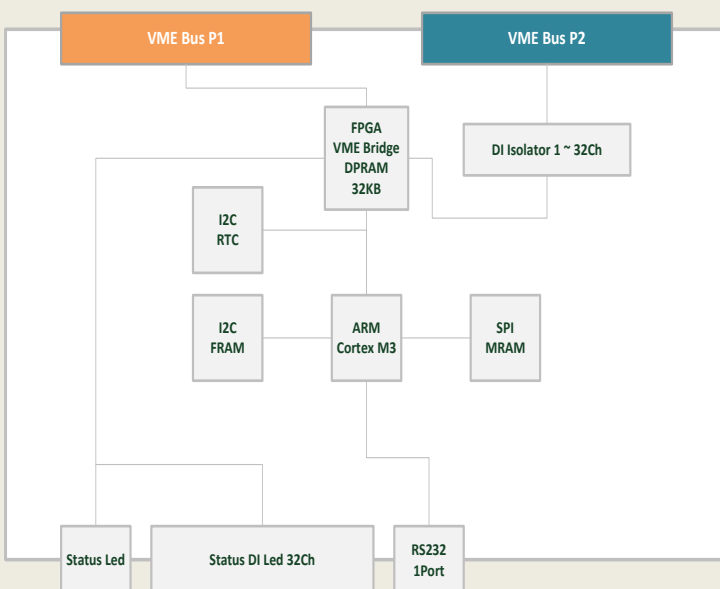 VME Bus P1
VME Bus P2
FPGA
VME Bridge
DPRAM
32KB
DI Isolator 1 ~ 32Ch
I2C
RTC
I2C
FRAM
ARM
Cortex M3
SPI
MRAM
Status Led
Status DI Led 32Ch
RS232
1Port